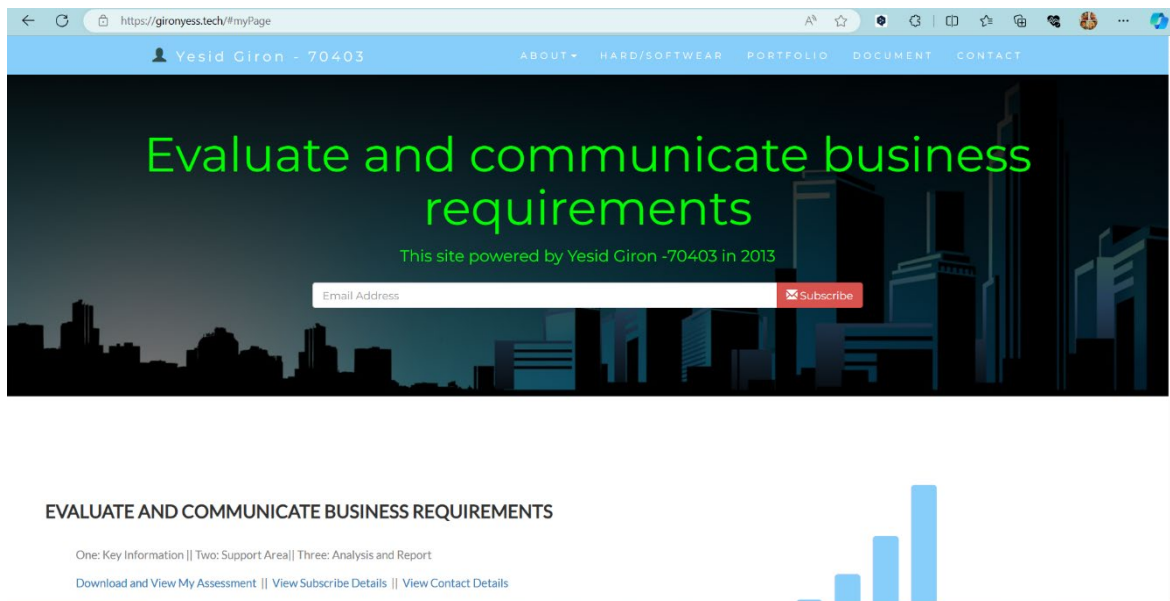 https://gironyess.tech/#myPage
Yesid Giron - 70403
ABOUT HARD/SOFTWEAR PORTFOLIO DOCUMENT CONTACT
Evaluate and communicate business
requirements
This site powered by Yesid Giron -70403 in 2013
Email Address
Subscribe
EVALUATE AND COMMUNICATE BUSINESS REQUIREMENTS
One: Key Information || Two: Support Area|| Three: Analysis and Report
Download and View My Assessment || View Subscribe Details || View Contact Details